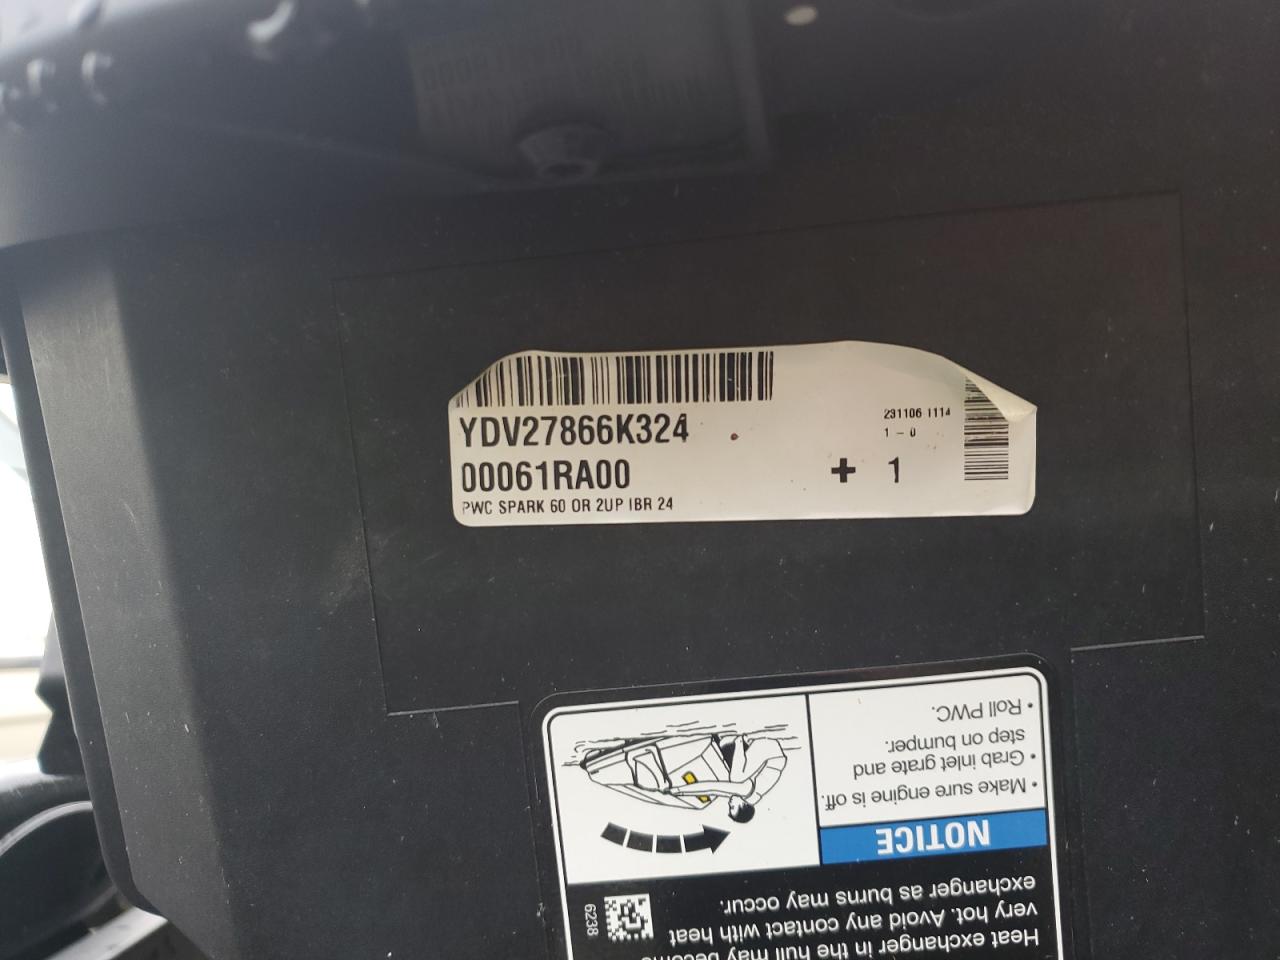 YDV27866K324
00061RA00
PWC SPARK 60 OR 2UP IBR 24
231106 1114
1 - 0
+ 1
Heat exchanger in the hull may become
very hot. Avoid any contact with heat
exchanger as burns may occur.
6238
NOTICE
• Make sure engine is off.
• Grab inlet grate and
step on bumper.
• Roll PWC.